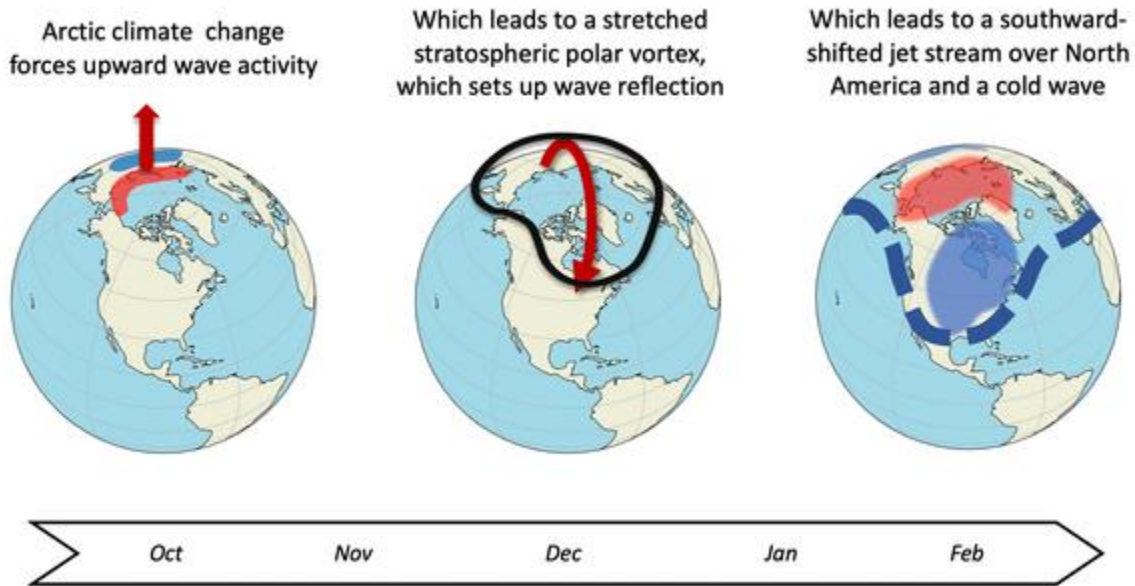 Arctic climate change
forces upward wave activity
Which leads to a stretched
stratospheric polar vortex,
which sets up wave reflection
Which leads to a southward-
shifted jet stream over North
America and a cold wave
Oct Nov Dec Jan Feb